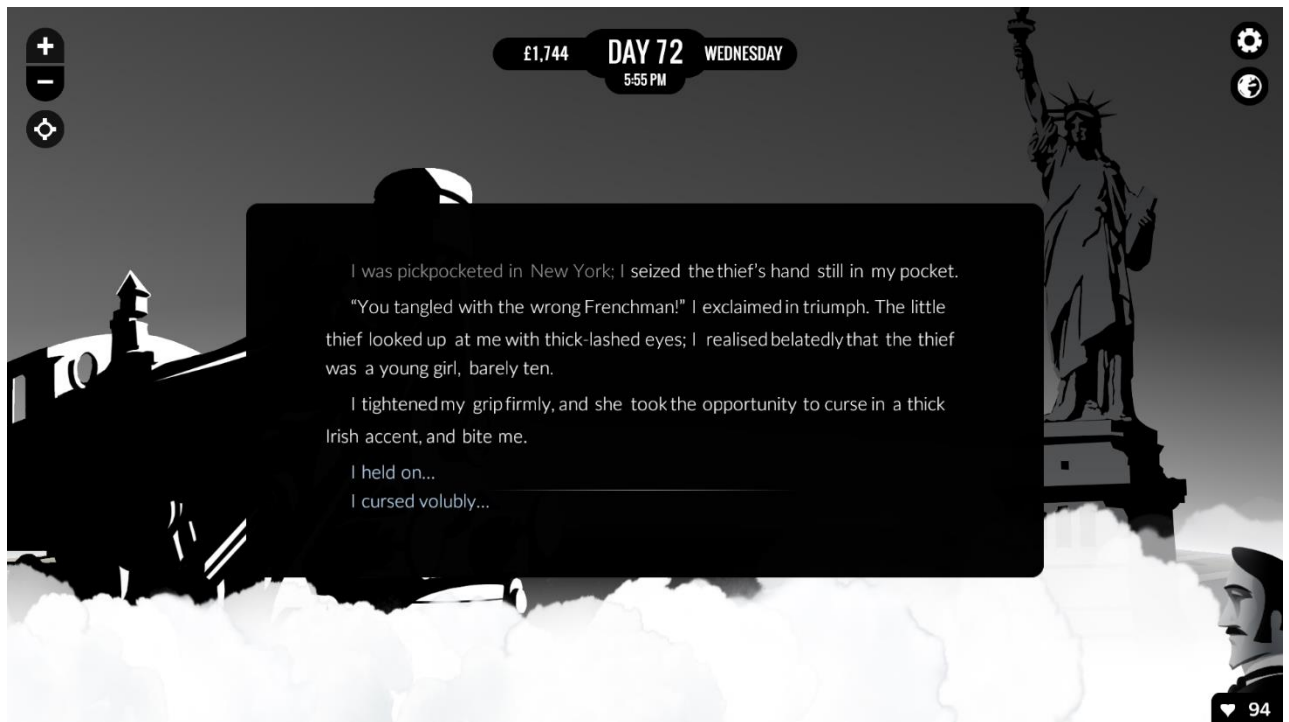 £1,744
DAY 72
WEDNESDAY
5:55 PM
I was pickpocketed in New York; I seized the thief's hand still in my pocket.
“You tangled with the wrong Frenchman!” I exclaimed in triumph. The little
thief looked up at me with thick-lashed eyes; I realised belatedly that the thief
was a young girl, barely ten.
I tightened my grip firmly, and she took the opportunity to curse in a thick
Irish accent, and bite me.
I held on...
I cursed volubly...
94